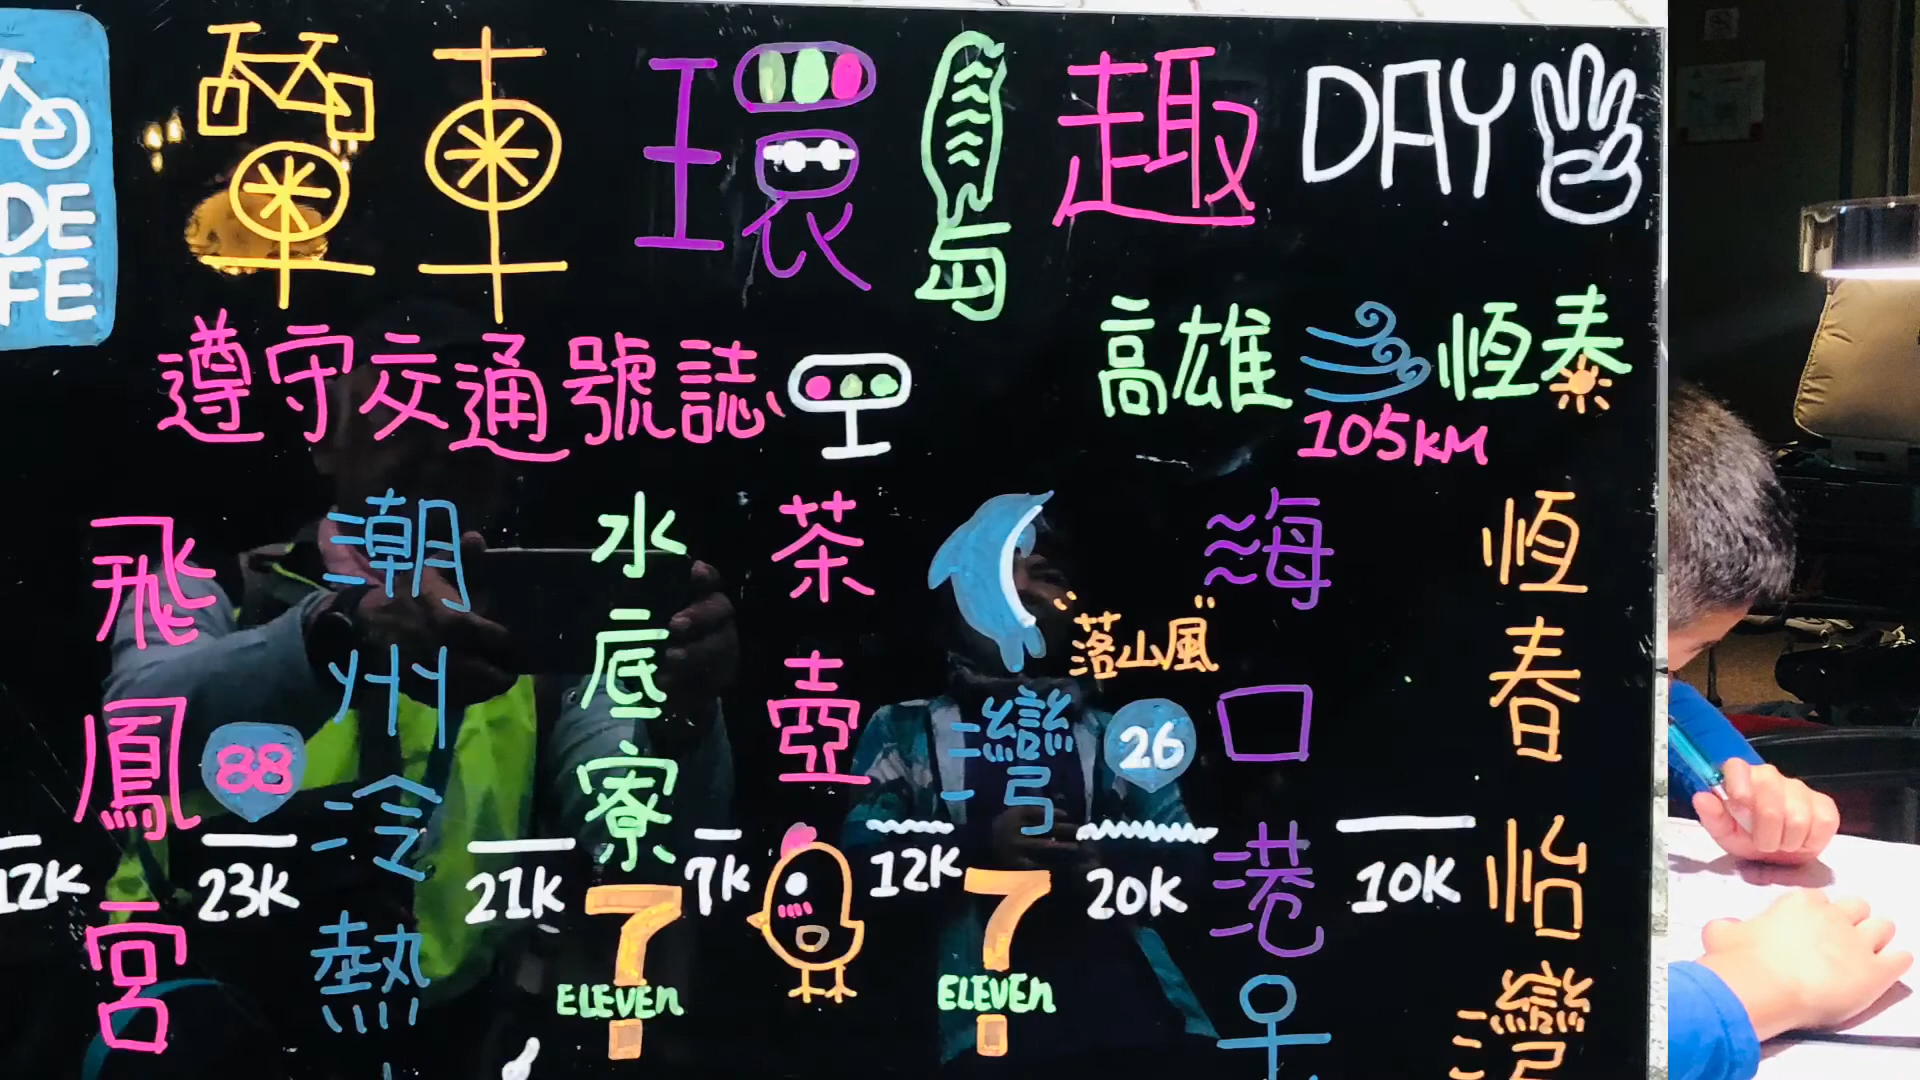 DE
FE
單車環島趣 DAY
遵守交通號誌
高雄 恆春
105KM
12K
飛鳳宮
88
23K
潮州冷熱
21K
水底寮
7
ELEVEn
7K
茶壺
12K
灣
7
ELEVEn
落山風
26
20K
海口港
10K
恆春怡灣